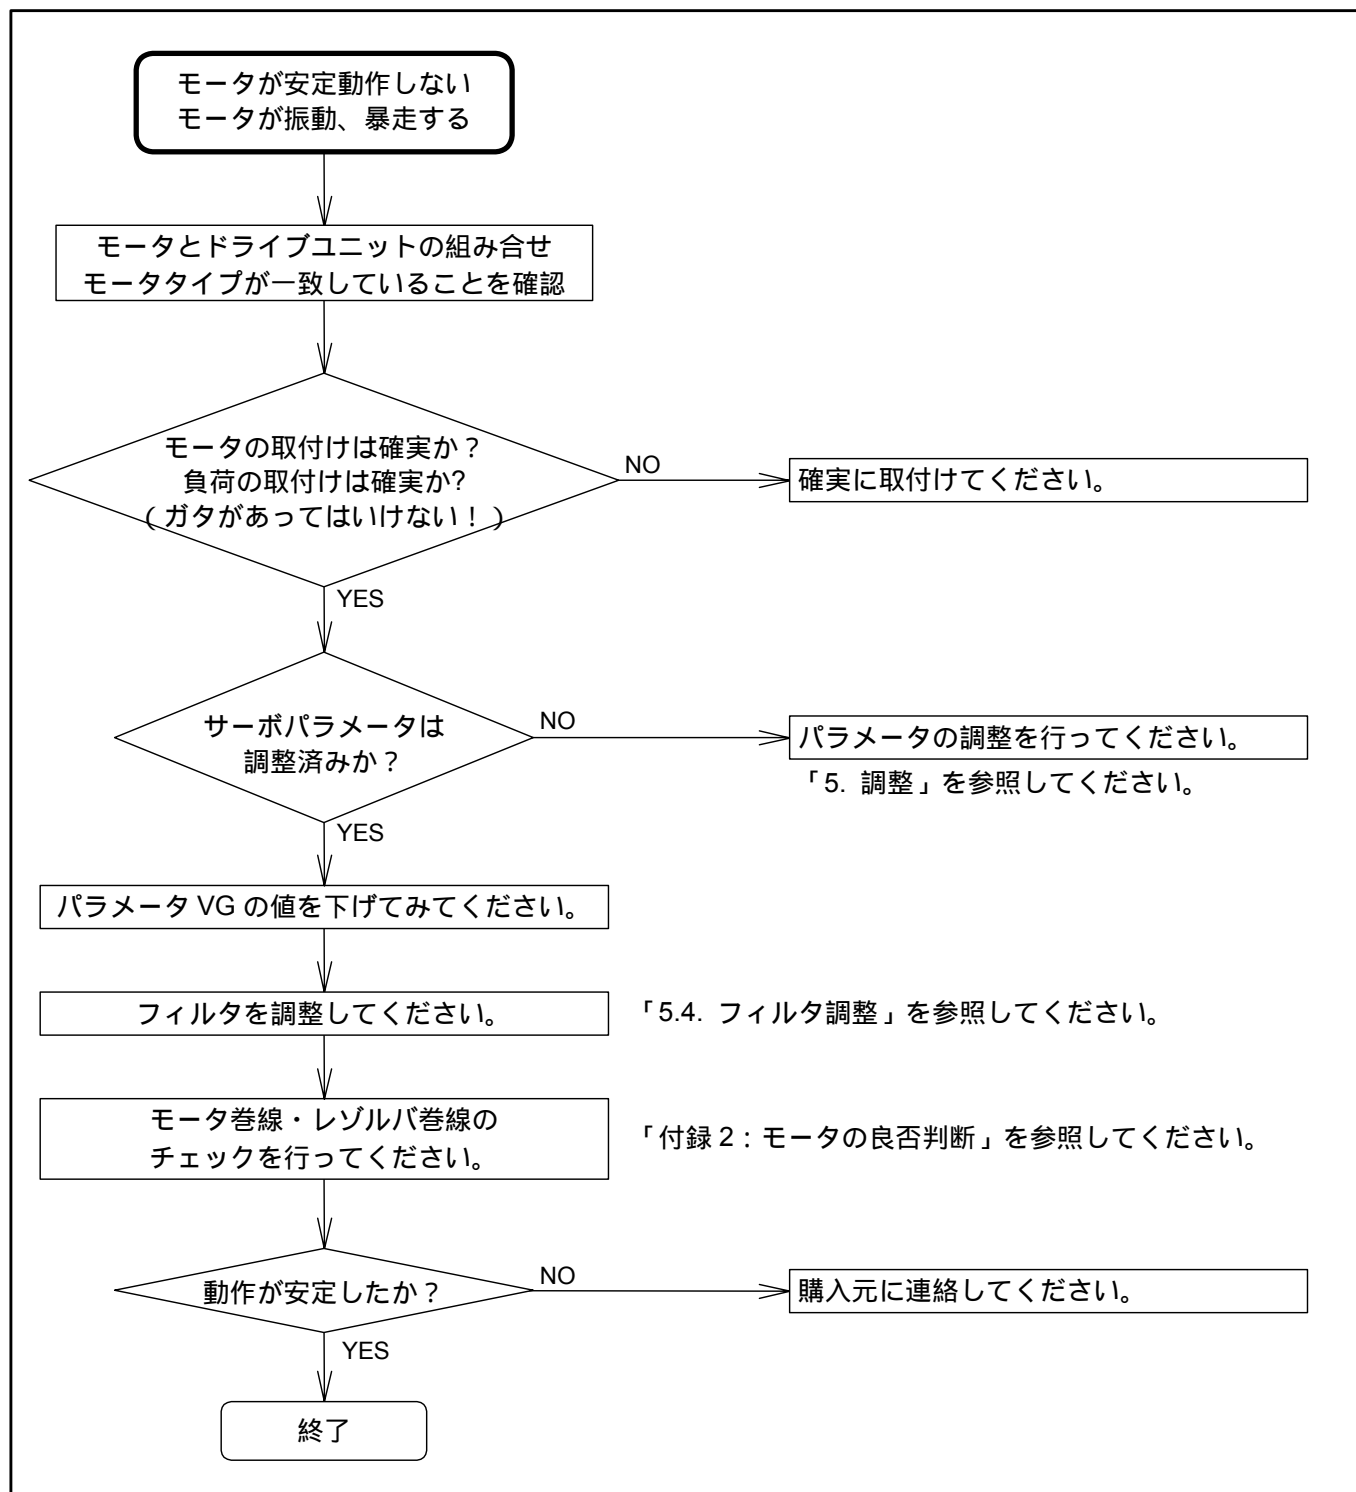 モータが安定動作しない
モータが振動、暴走する
モータとドライブユニットの組み合せ
モータタイプが一致していることを確認
モータの取付けは確実か？
負荷の取付けは確実か?
（ガタがあってはいけない！）
NO
確実に取付けてください。
YES
サーボパラメータは
調整済みか？
NO
パラメータの調整を行ってください。
「5. 調整」を参照してください。
YES
パラメータ VG の値を下げてみてください。
フィルタを調整してください。
「5.4. フィルタ調整」を参照してください。
モータ巻線・レゾルバ巻線の
チェックを行ってください。
「付録 2：モータの良否判断」を参照してください。
動作が安定したか？
NO
購入元に連絡してください。
YES
終了